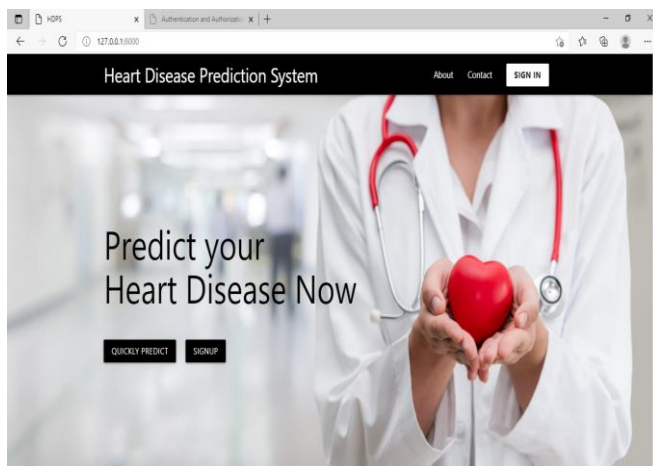 HDPS
Authentication and Authorizatio
127.0.0.1:8000
Heart Disease Prediction System
About
Contact
SIGN IN
Predict your
Heart Disease Now
QUICKLY PREDICT
SIGNUP